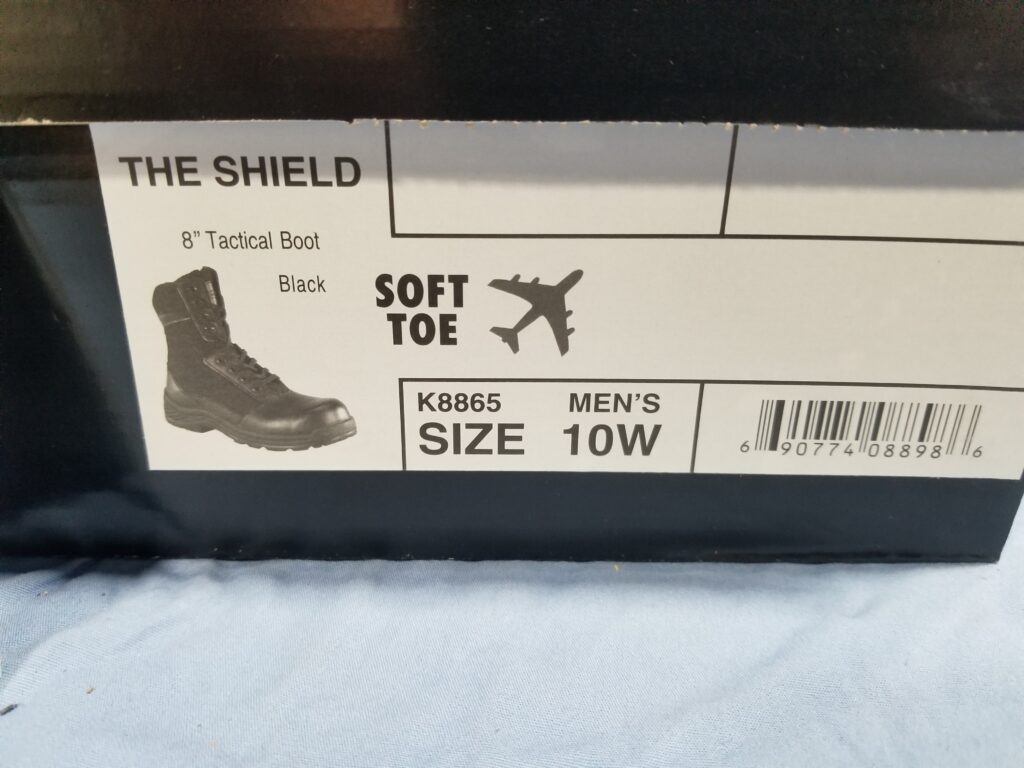 THE SHIELD
8" Tactical Boot
Black
SOFT
TOE
K8865 MEN'S
SIZE 10W
6 90774 08898 6